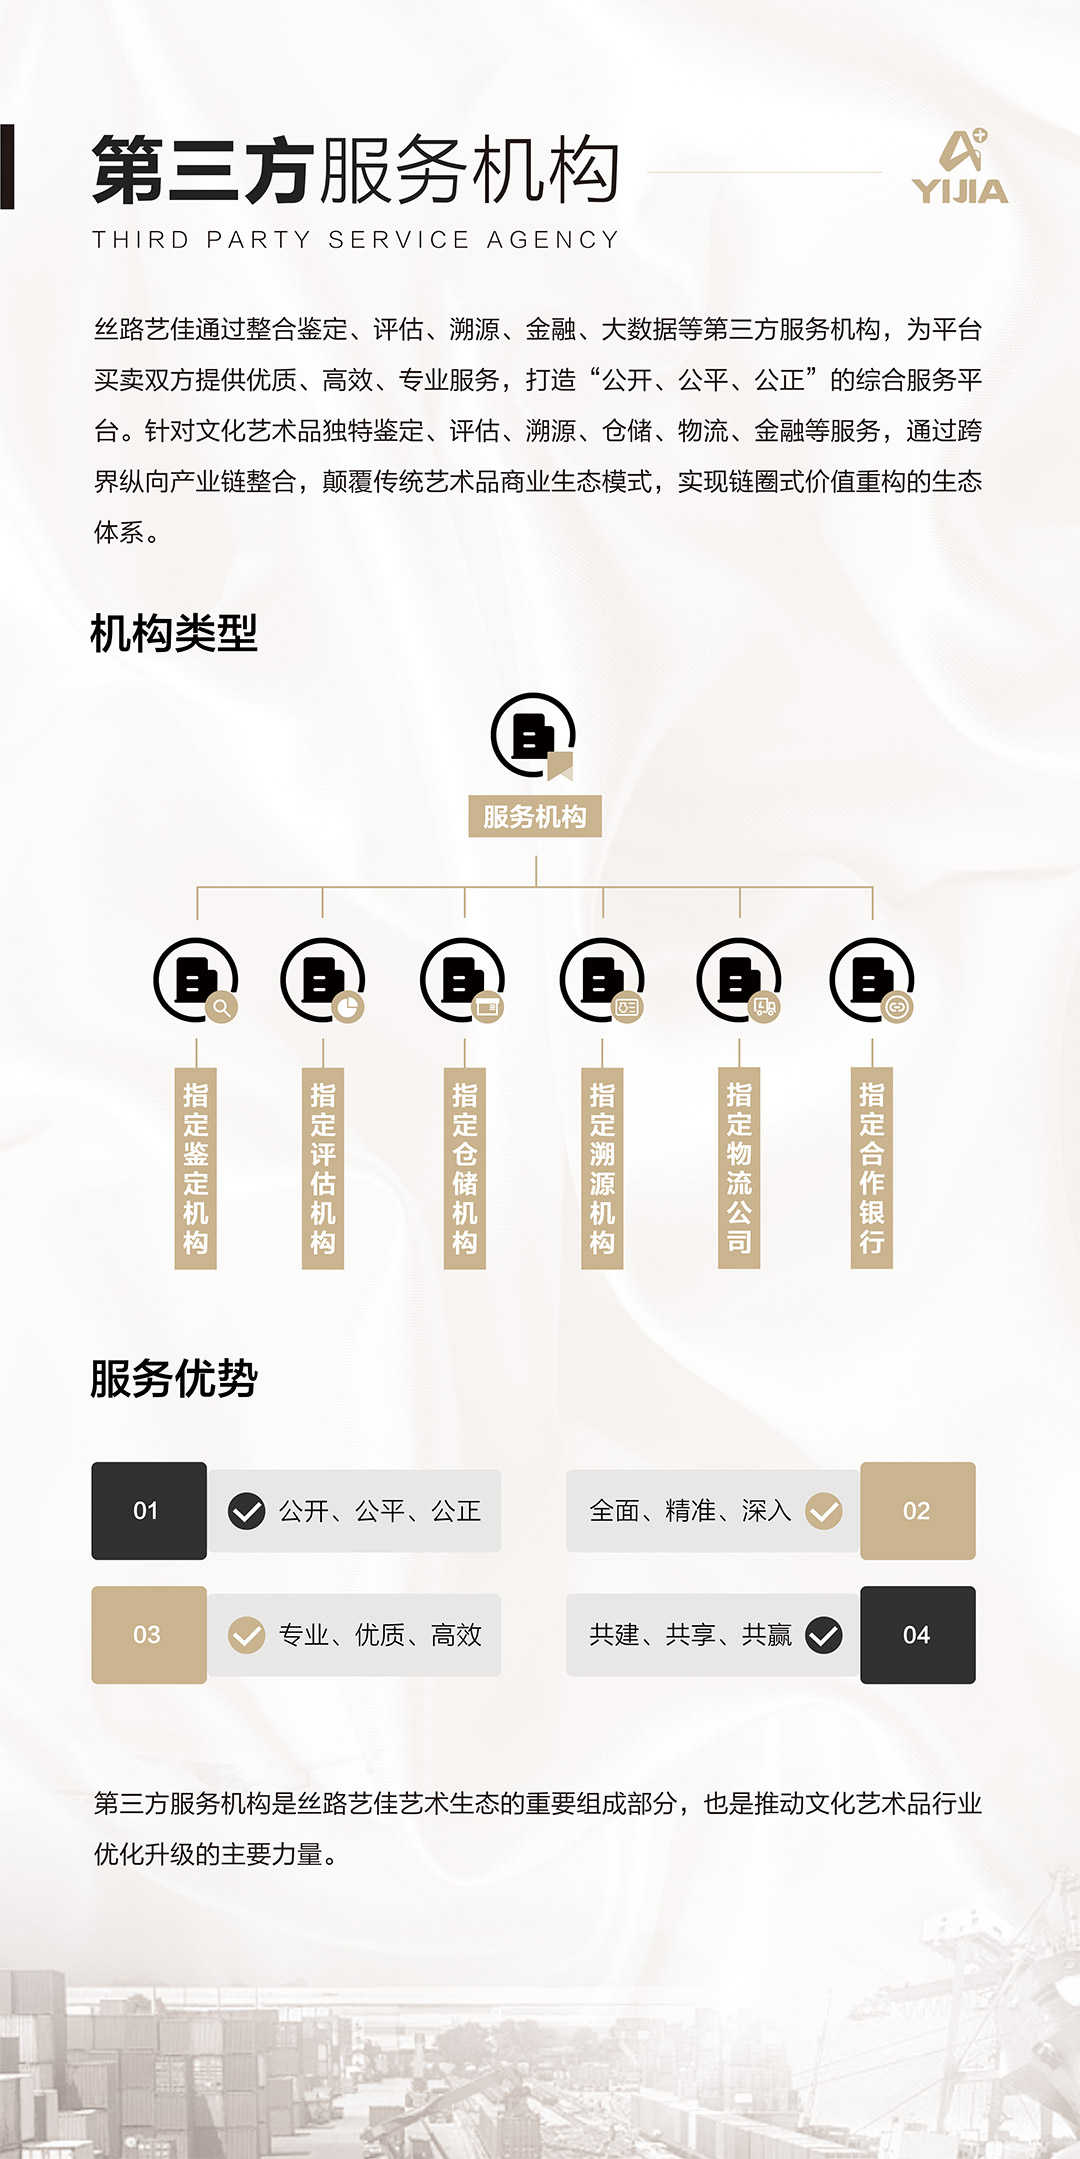 第三方服务机构
THIRD PARTY SERVICE AGENCY
A+
YIJIA
丝路艺佳通过整合鉴定、评估、溯源、金融、大数据等第三方服务机构，为平台
买卖双方提供优质、高效、专业服务，打造“公开、公平、公正”的综合服务平
台。针对文化艺术品独特鉴定、评估、溯源、仓储、物流、金融等服务，通过跨
界纵向产业链整合，颠覆传统艺术品商业生态模式，实现链圈式价值重构的生态
体系。
机构类型
服务机构
指定鉴定机构
指定评估机构
指定仓储机构
指定溯源机构
指定物流公司
指定合作银行
服务优势
01 公开、公平、公正
全面、精准、深入 02
03 专业、优质、高效
共建、共享、共赢 04
第三方服务机构是丝路艺佳艺术生态的重要组成部分，也是推动文化艺术品行业
优化升级的主要力量。